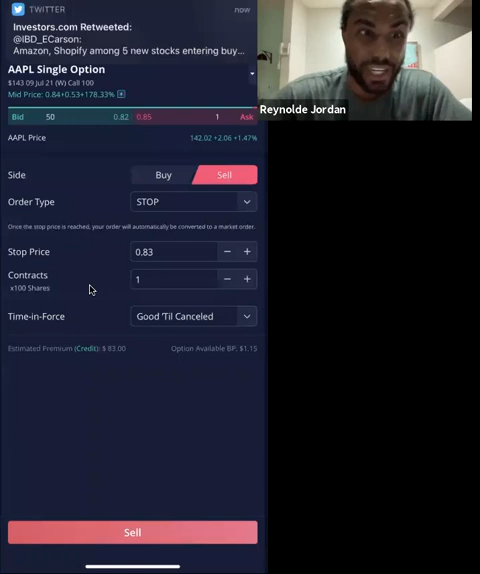 TWITTER now
Investors.com Retweeted:
@IBD_ECarson:
Amazon, Shopify among 5 new stocks entering buy...
AAPL Single Option
$143 09 Jul 21 (W) Call 100
Mid Price: 0.84+0.53+178.33%
Bid 50 0.82 0.85 1 Ask
AAPL Price 142.02 +2.06 +1.47%
Side Buy Sell
Order Type STOP
Once the stop price is reached, your order will automatically be converted to a market order.
Stop Price 0.83 − +
Contracts 1 − +
x100 Shares
Time-in-Force Good 'Til Canceled
Estimated Premium (Credit): $ 83.00 Option Available BP: $1.15
Sell
Reynolde Jordan